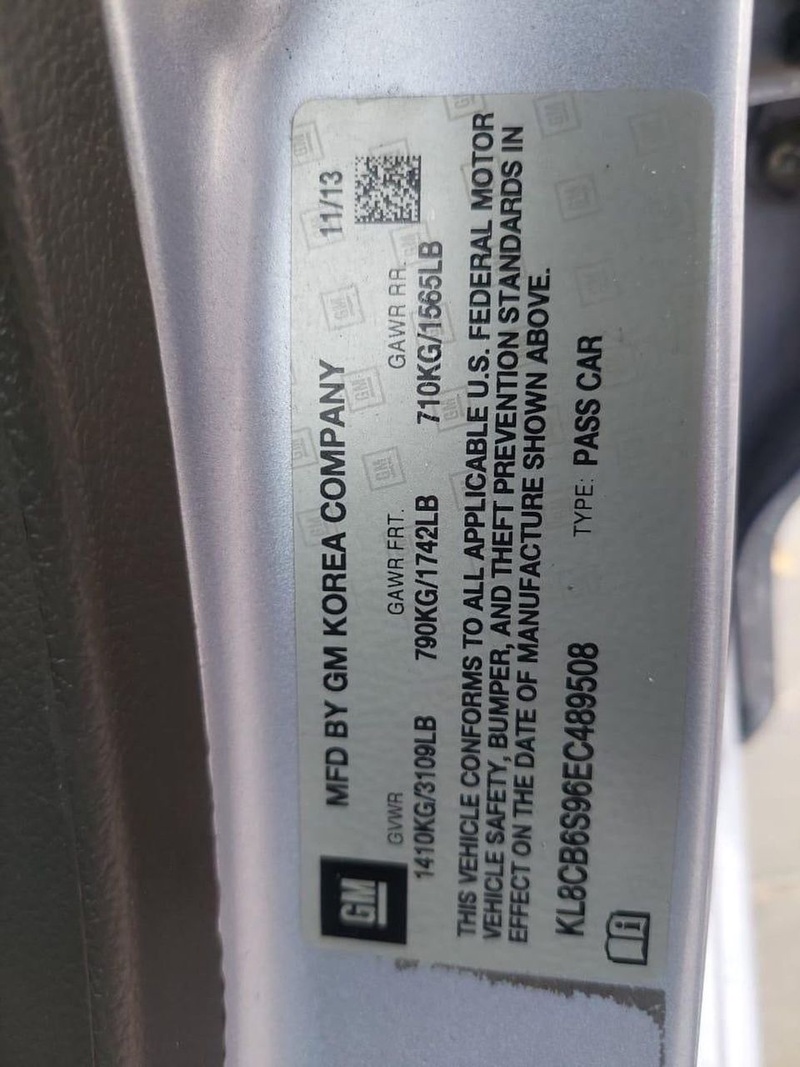 GM
MFD BY GM KOREA COMPANY 11/13
GVWR GAWR FRT. GAWR RR.
1410KG/3109LB 790KG/1742LB 710KG/1565LB
THIS VEHICLE CONFORMS TO ALL APPLICABLE U.S. FEDERAL MOTOR
VEHICLE SAFETY, BUMPER, AND THEFT PREVENTION STANDARDS IN
EFFECT ON THE DATE OF MANUFACTURE SHOWN ABOVE.
KL8CB6S96EC489508 TYPE: PASS CAR